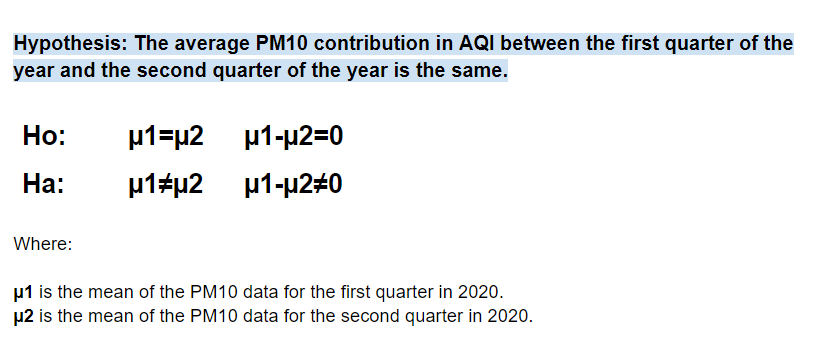 Hypothesis: The average PM10 contribution in AQI between the first quarter of the
year and the second quarter of the year is the same.
Ho: µ1=µ2 µ1-µ2=0
Ha: µ1≠µ2 µ1-µ2≠0
Where:
µ1 is the mean of the PM10 data for the first quarter in 2020.
µ2 is the mean of the PM10 data for the second quarter in 2020.